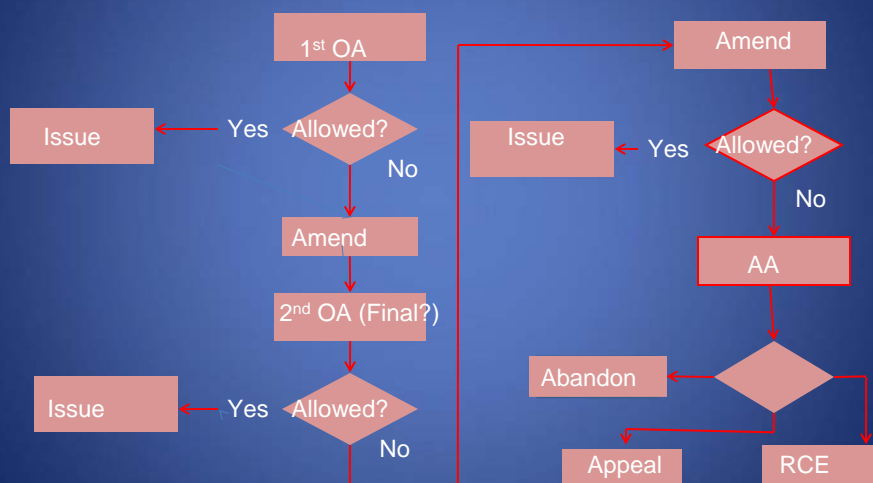 1st OA
Allowed?
Yes
Issue
No
Amend
2nd OA (Final?)
Allowed?
Yes
Issue
No
Amend
Allowed?
Yes
Issue
No
AA
Abandon
Appeal
RCE